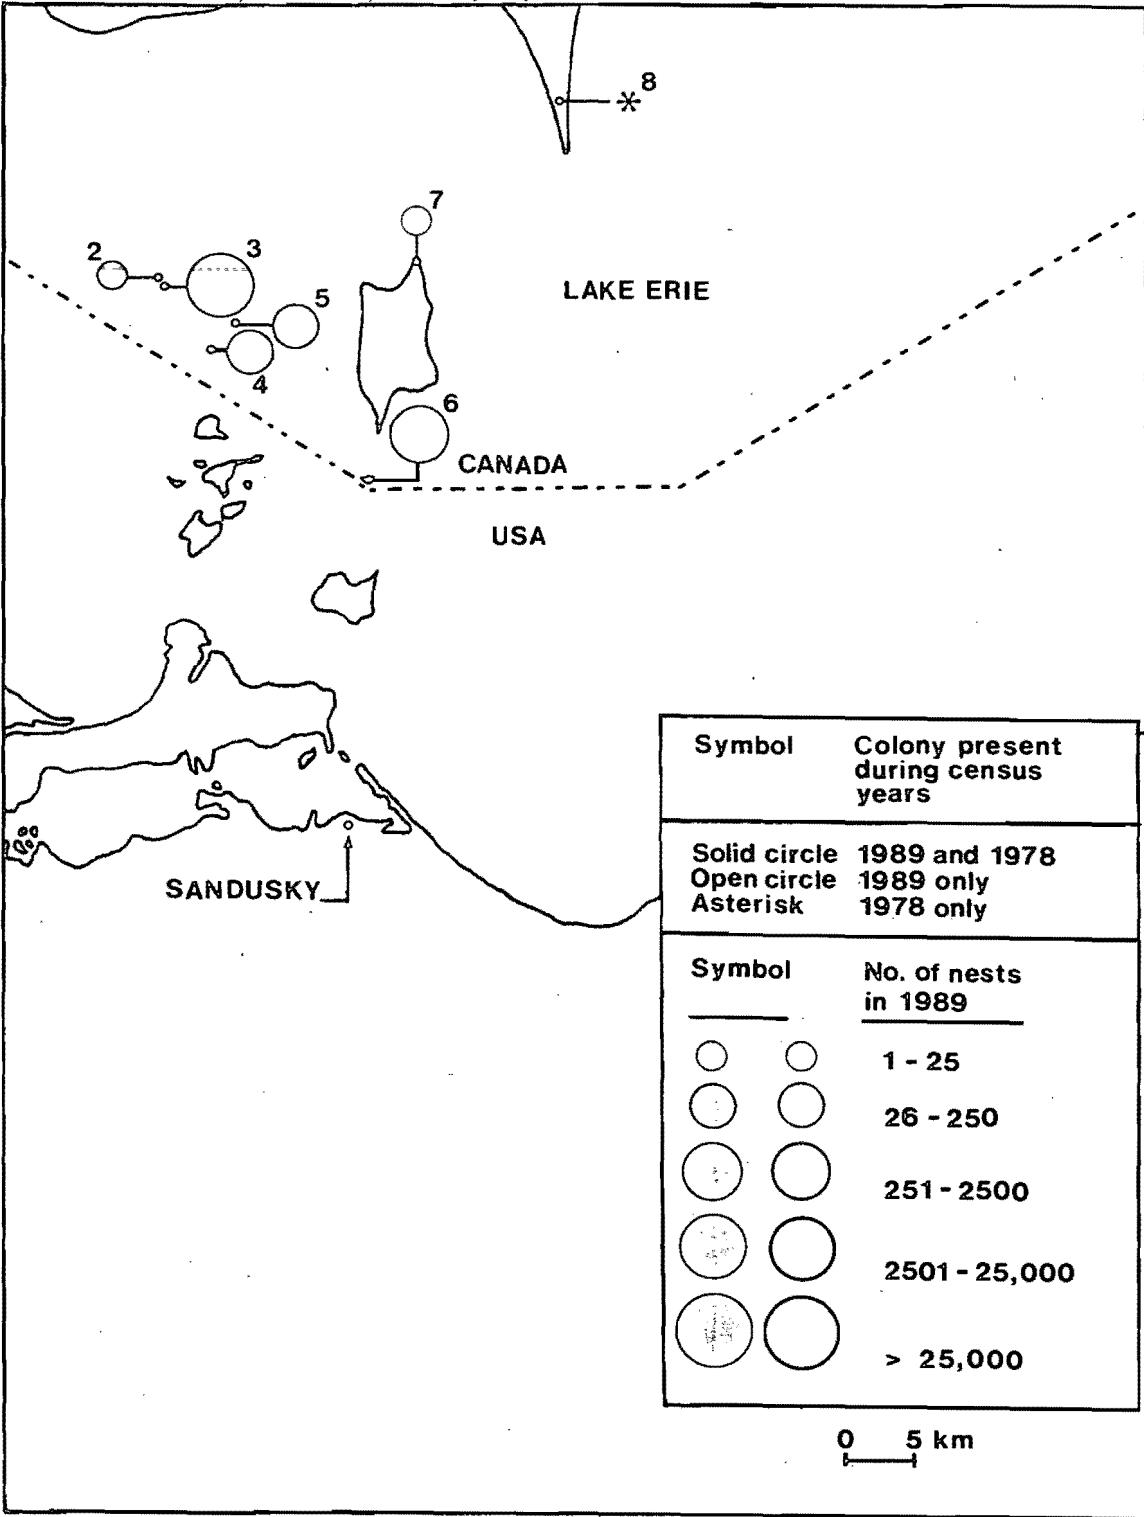 8
7
2
3
5
LAKE ERIE
4
6
CANADA
USA
SANDUSKY
Symbol Colony present
during census
years
Solid circle 1989 and 1978
Open circle 1989 only
Asterisk 1978 only
Symbol No. of nests
in 1989
1 - 25
26 - 250
251 - 2500
2501 - 25,000
> 25,000
0 5 km